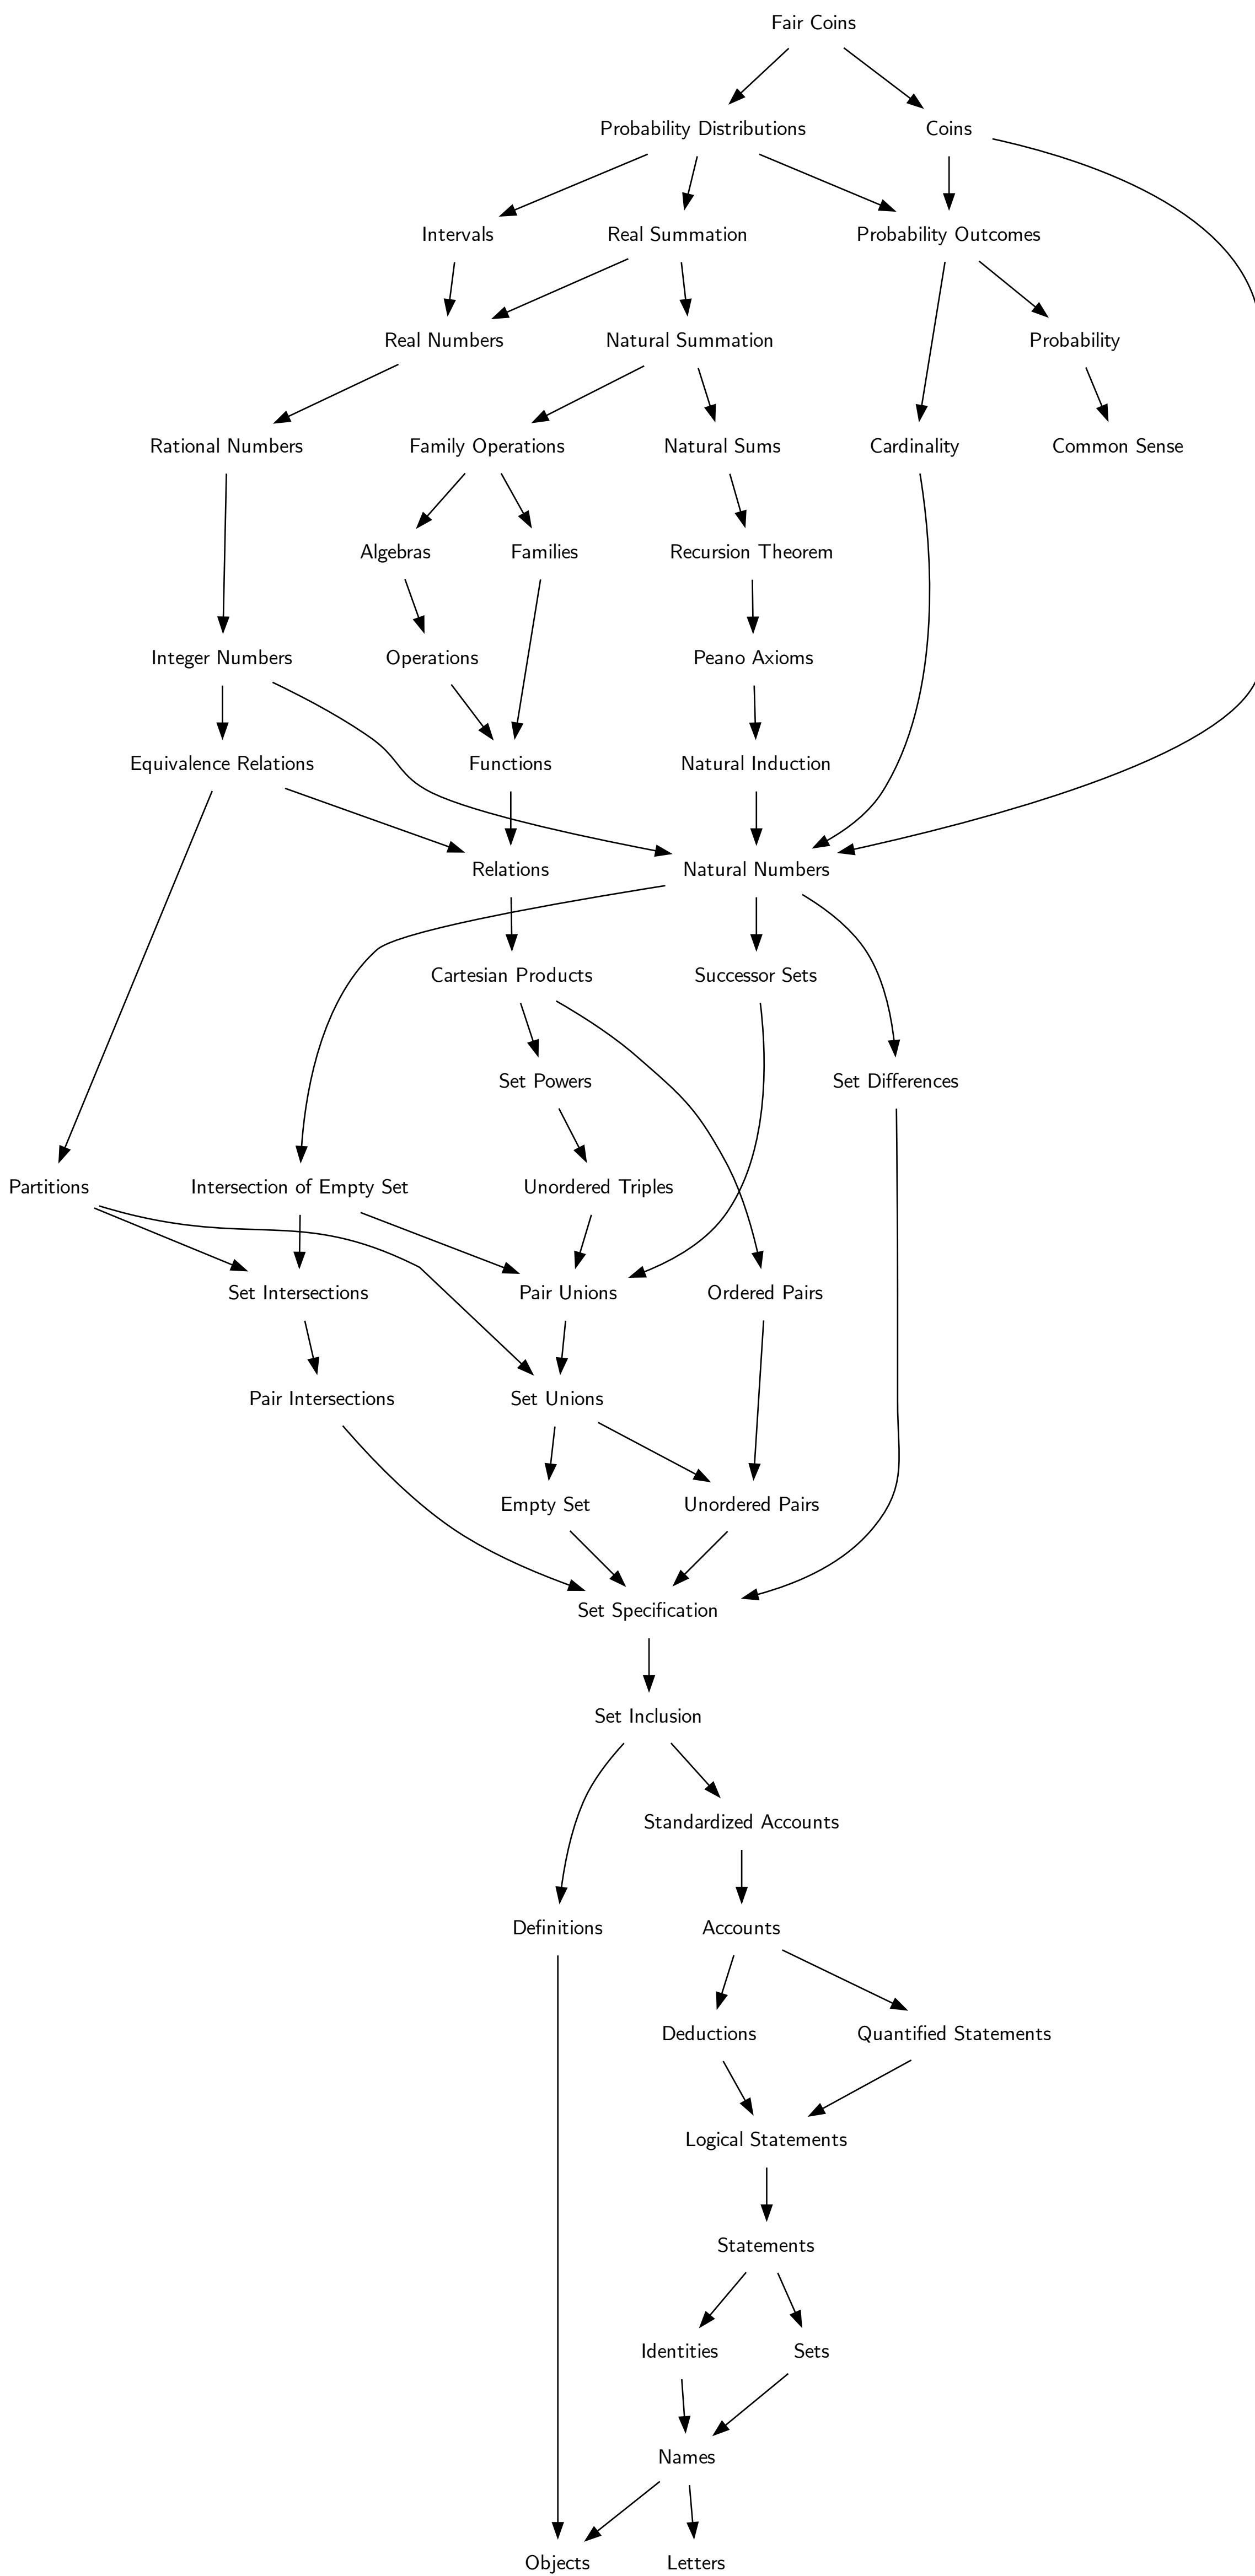 Fair Coins
Probability Distributions
Coins
Intervals
Real Summation
Probability Outcomes
Real Numbers
Natural Summation
Probability
Rational Numbers
Family Operations
Natural Sums
Cardinality
Common Sense
Algebras
Families
Recursion Theorem
Integer Numbers
Operations
Peano Axioms
Equivalence Relations
Functions
Natural Induction
Relations
Natural Numbers
Cartesian Products
Successor Sets
Set Powers
Set Differences
Partitions
Intersection of Empty Set
Unordered Triples
Set Intersections
Pair Unions
Ordered Pairs
Pair Intersections
Set Unions
Empty Set
Unordered Pairs
Set Specification
Set Inclusion
Standardized Accounts
Definitions
Accounts
Deductions
Quantified Statements
Logical Statements
Statements
Identities
Sets
Names
Objects
Letters